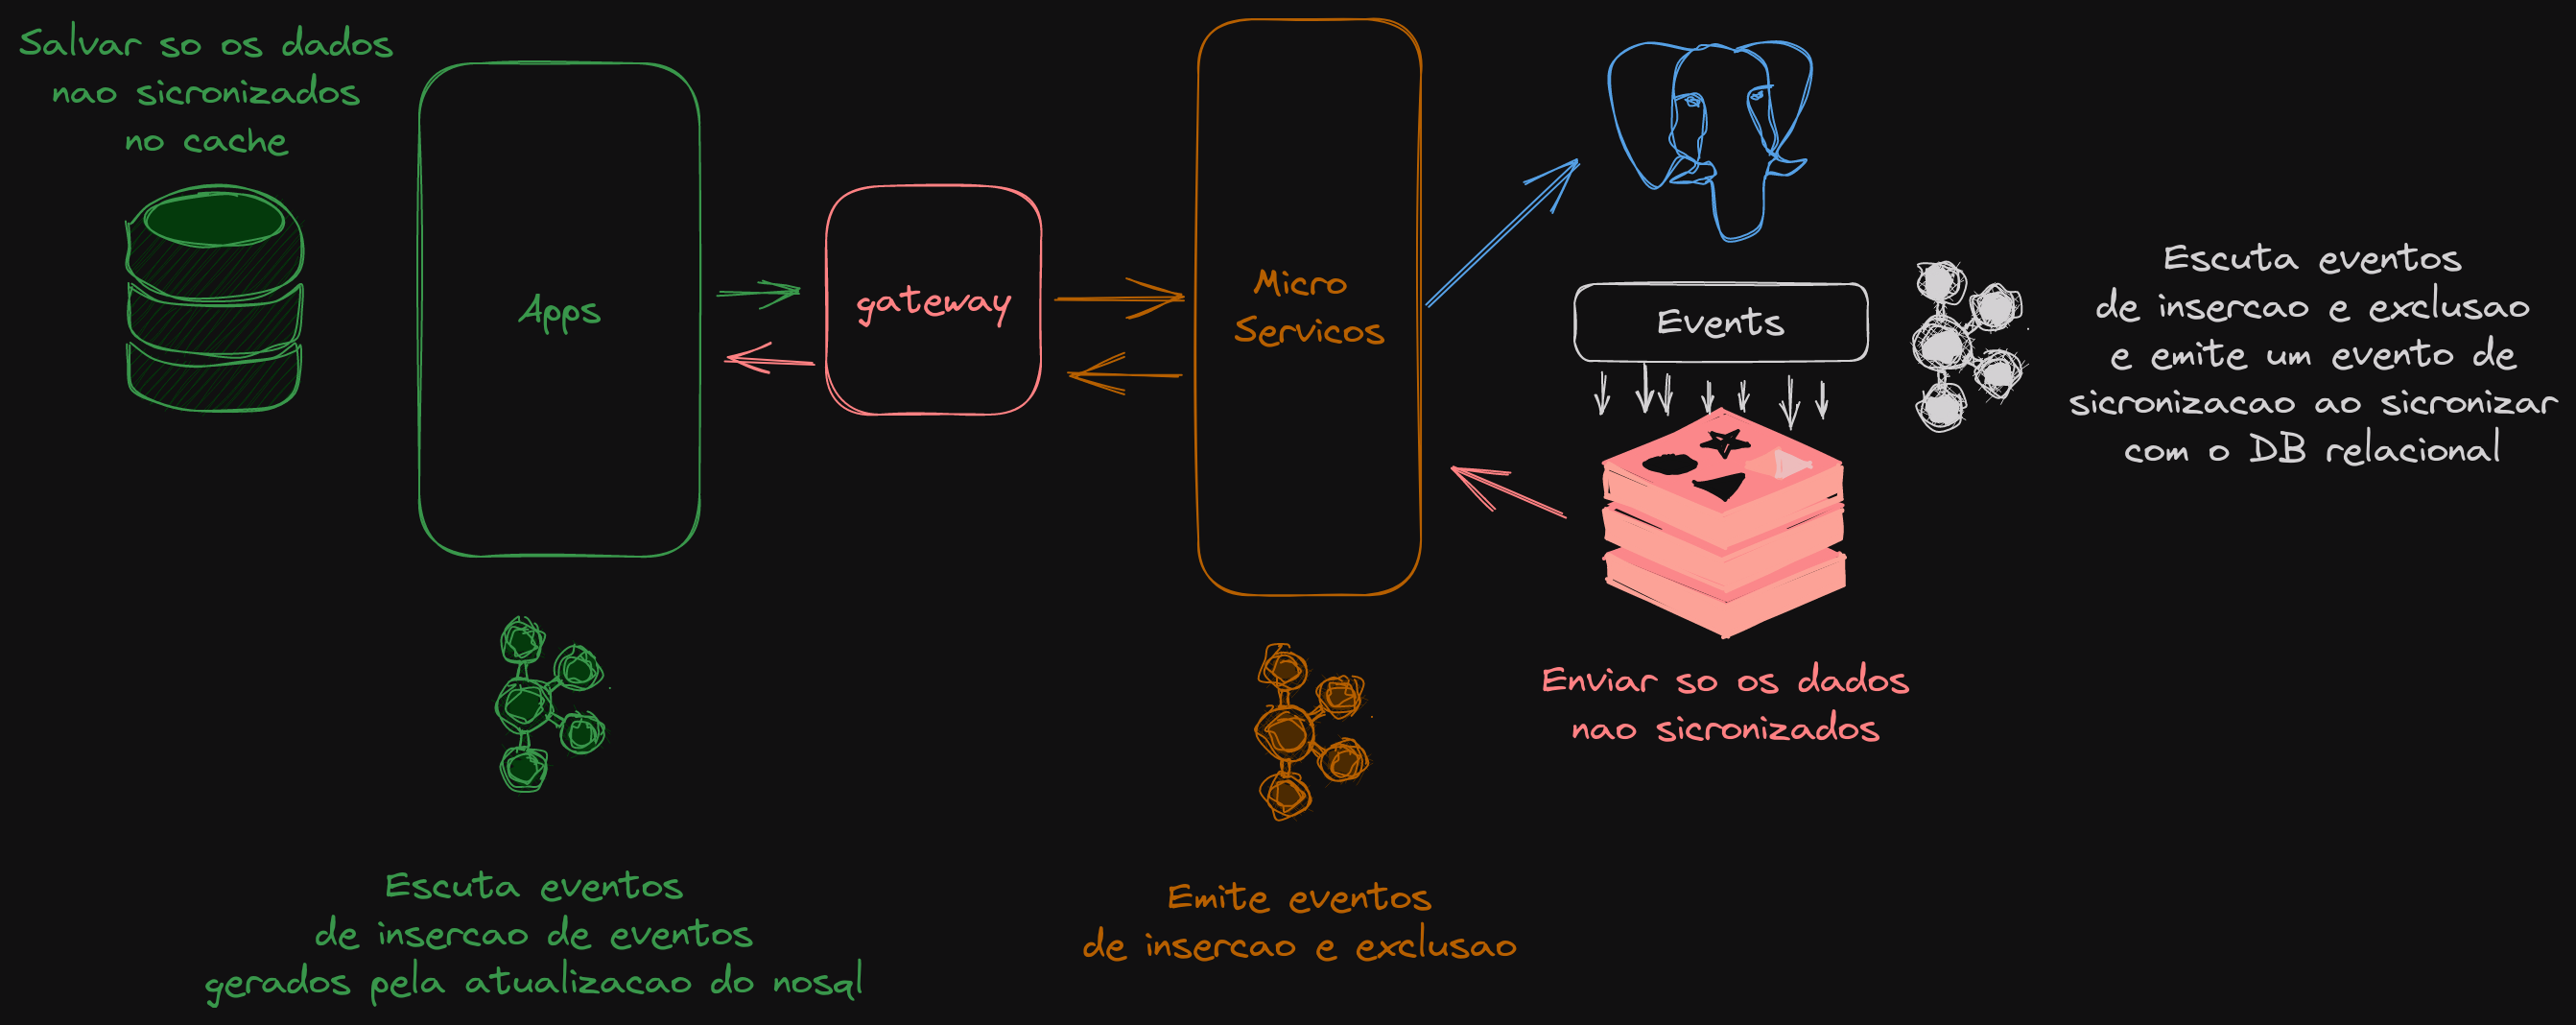 Salvar so os dados
nao sicronizados
no cache
Apps
gateway
Micro
Servicos
Events
Escuta eventos
de insercao e exclusao
e emite um evento de
sicronizacao ao sicronizar
com o DB relacional
Enviar so os dados
nao sicronizados
Escuta eventos
de insercao de eventos
gerados pela atualizacao do nosql
Emite eventos
de insercao e exclusao